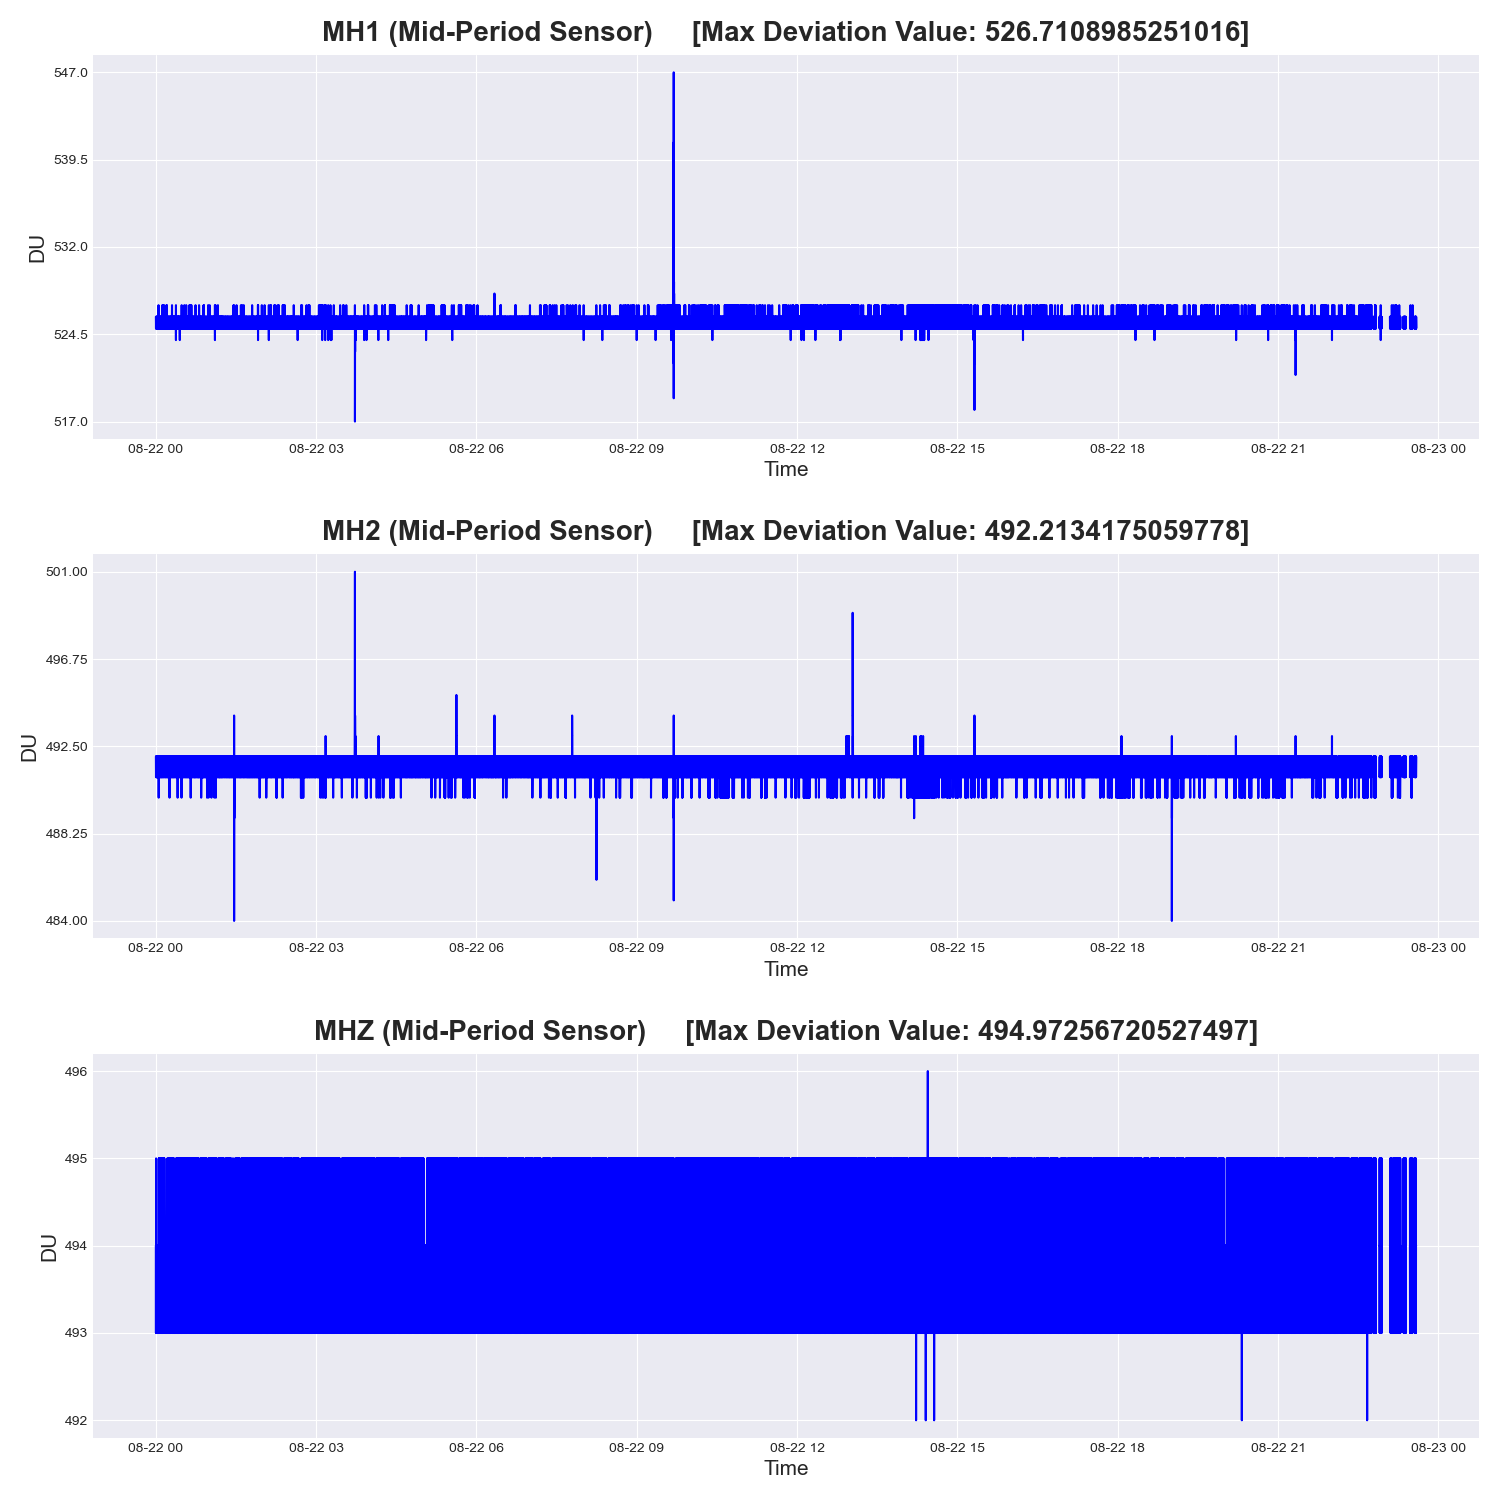 MH1 (Mid-Period Sensor) [Max Deviation Value: 526.7108985251016]
547.0
539.5
532.0
524.5
517.0
DU
08-22 00 08-22 03 08-22 06 08-22 09 08-22 12 08-22 15 08-22 18 08-22 21 08-23 00
Time
MH2 (Mid-Period Sensor) [Max Deviation Value: 492.2134175059778]
501.00
496.75
492.50
488.25
484.00
DU
08-22 00 08-22 03 08-22 06 08-22 09 08-22 12 08-22 15 08-22 18 08-22 21 08-23 00
Time
MHZ (Mid-Period Sensor) [Max Deviation Value: 494.97256720527497]
496
495
494
493
492
DU
08-22 00 08-22 03 08-22 06 08-22 09 08-22 12 08-22 15 08-22 18 08-22 21 08-23 00
Time